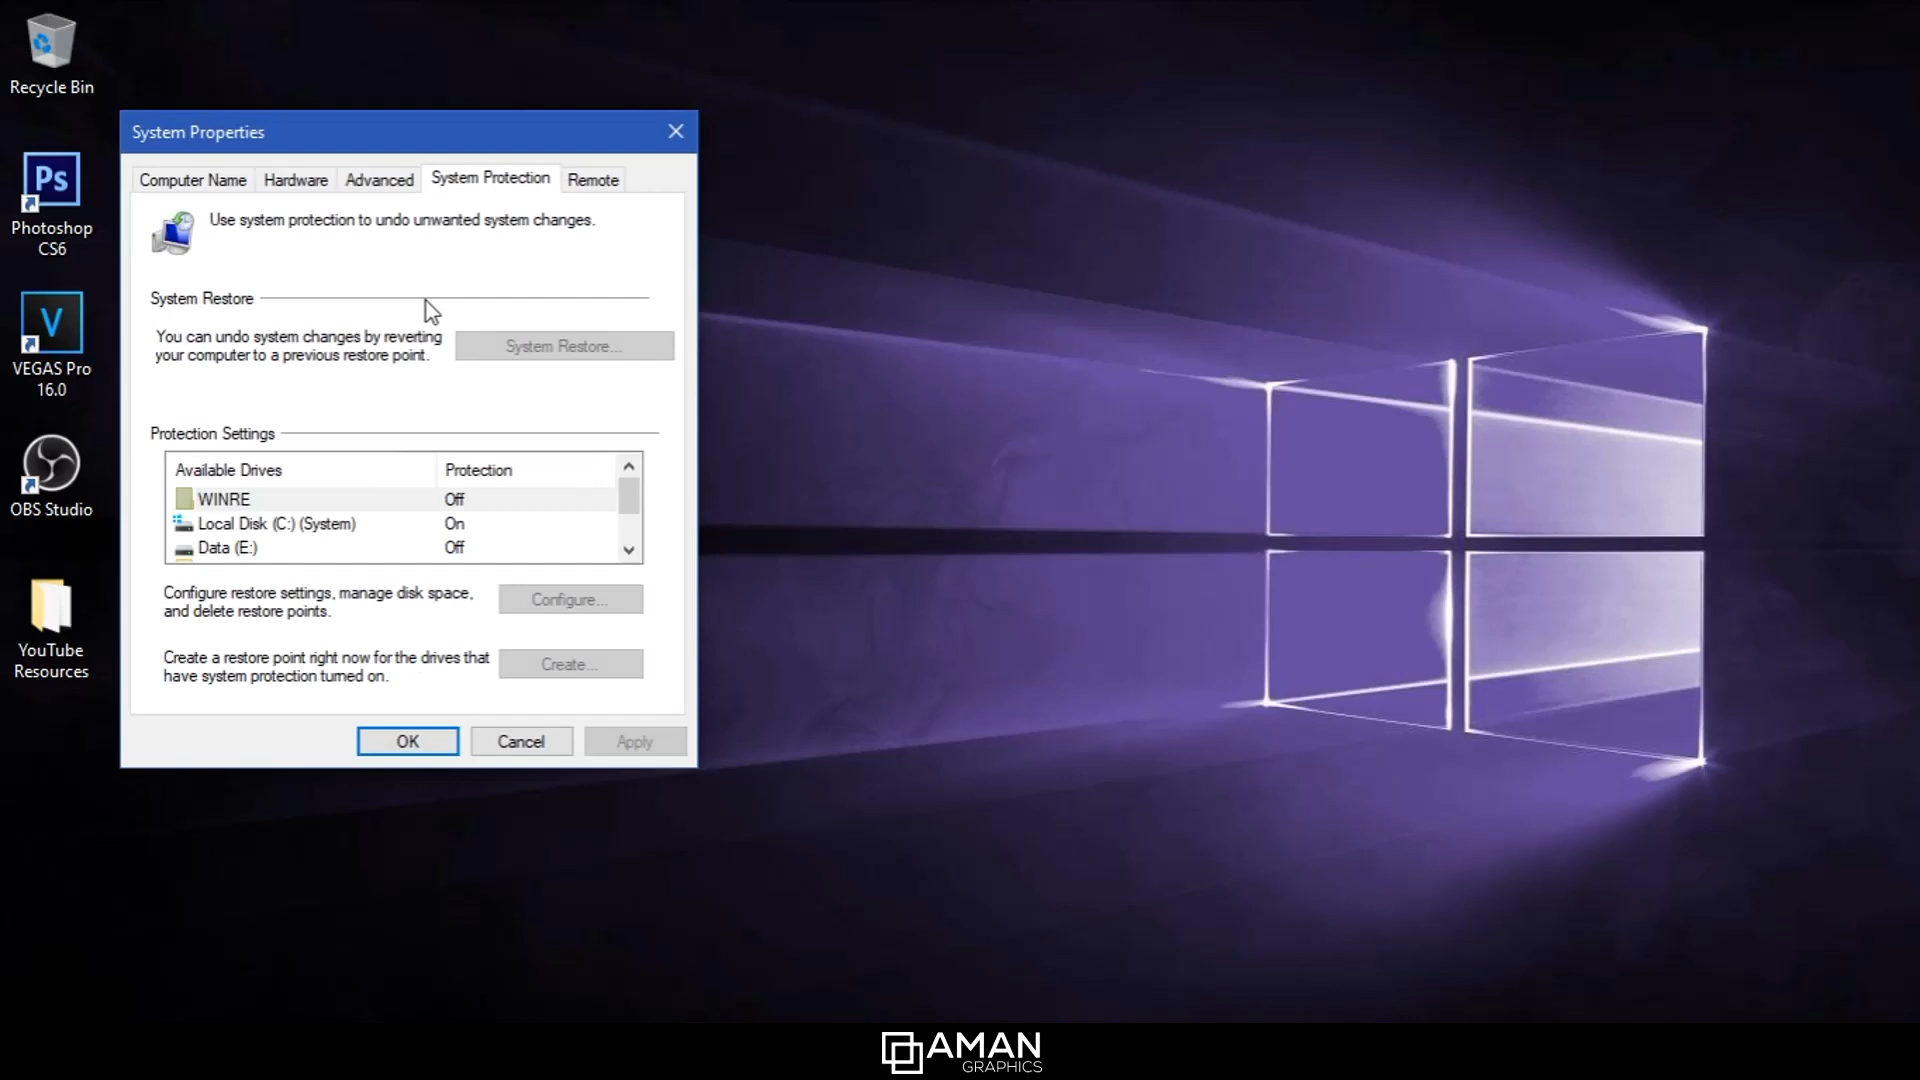 Recycle Bin
Photoshop
CS6
VEGAS Pro
16.0
OBS Studio
YouTube
Resources
System Properties
Computer Name
Hardware
Advanced
System Protection
Remote
Use system protection to undo unwanted system changes.
System Restore
You can undo system changes by reverting
your computer to a previous restore point.
System Restore...
Protection Settings
Available Drives Protection
WINRE Off
Local Disk (C:) (System) On
Data (E:) Off
Configure restore settings, manage disk space,
and delete restore points.
Configure...
Create a restore point right now for the drives that
have system protection turned on.
Create...
OK
Cancel
Apply
Ps
V
AMAN
GRAPHICS